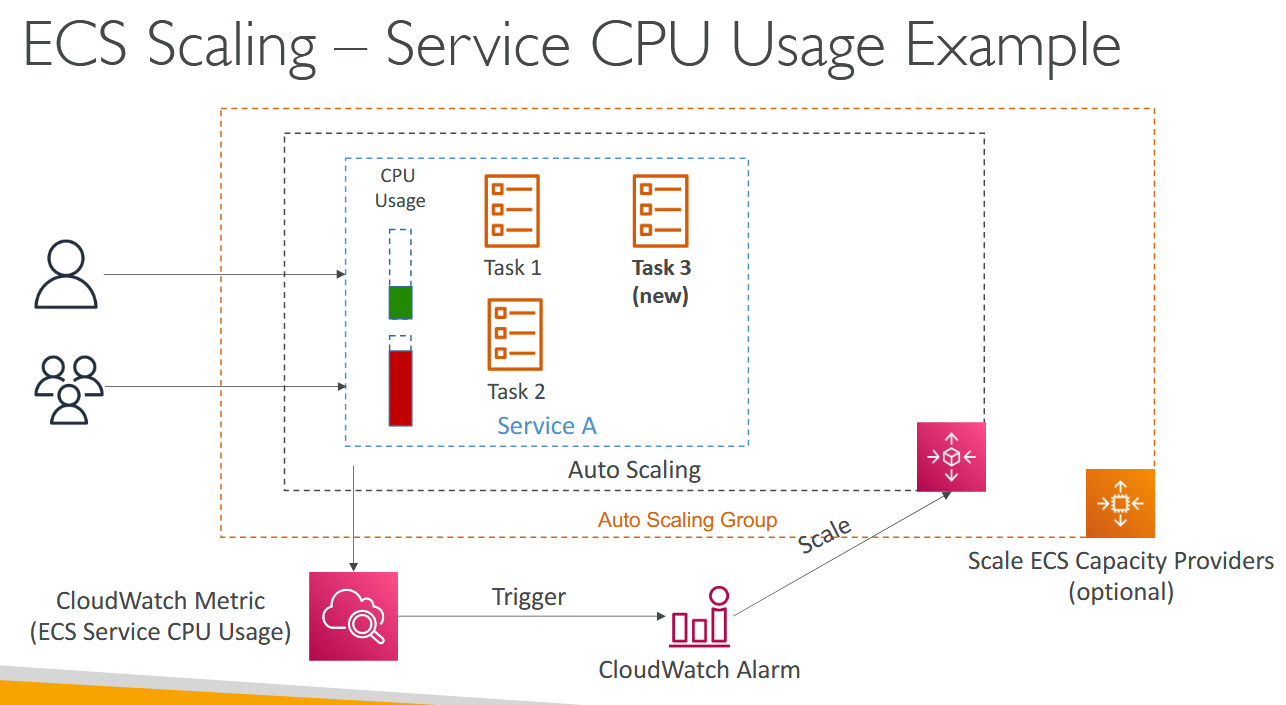 ECS Scaling – Service CPU Usage Example
CPU
Usage
Task 1
Task 3
(new)
Task 2
Service A
Auto Scaling
Auto Scaling Group
Scale
Scale ECS Capacity Providers
(optional)
CloudWatch Metric
(ECS Service CPU Usage)
Trigger
CloudWatch Alarm